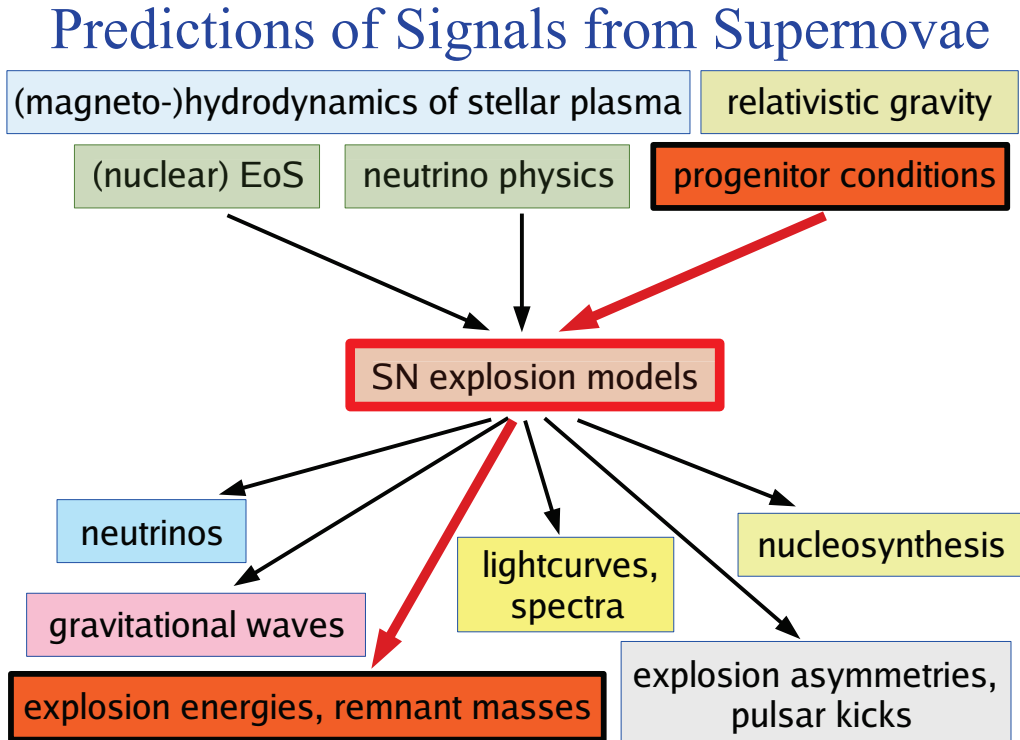 Predictions of Signals from Supernovae
(magneto-)hydrodynamics of stellar plasma
relativistic gravity
(nuclear) EoS
neutrino physics
progenitor conditions
SN explosion models
neutrinos
lightcurves,
spectra
nucleosynthesis
gravitational waves
explosion energies, remnant masses
explosion asymmetries,
pulsar kicks